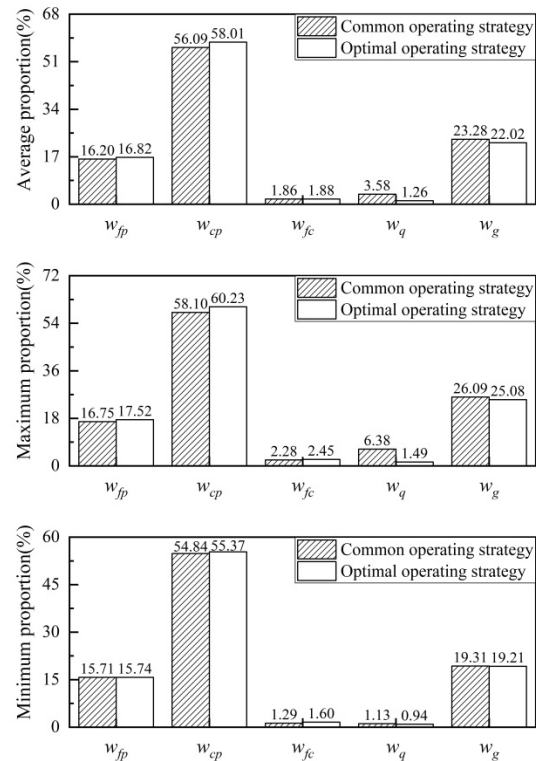 Average proportion(%)
68
51
34
17
0
Common operating strategy
Optimal operating strategy
16.20 16.82
56.09 58.01
1.86 1.88
3.58 1.26
23.28 22.02
w_fp w_cp w_fc w_q w_g
Maximum proportion(%)
72
54
36
18
0
Common operating strategy
Optimal operating strategy
16.75 17.52
58.10 60.23
2.28 2.45
6.38 1.49
26.09 25.08
w_fp w_cp w_fc w_q w_g
Minimum proportion(%)
60
45
30
15
0
Common operating strategy
Optimal operating strategy
15.71 15.74
54.84 55.37
1.29 1.60
1.13 0.94
19.31 19.21
w_fp w_cp w_fc w_q w_g